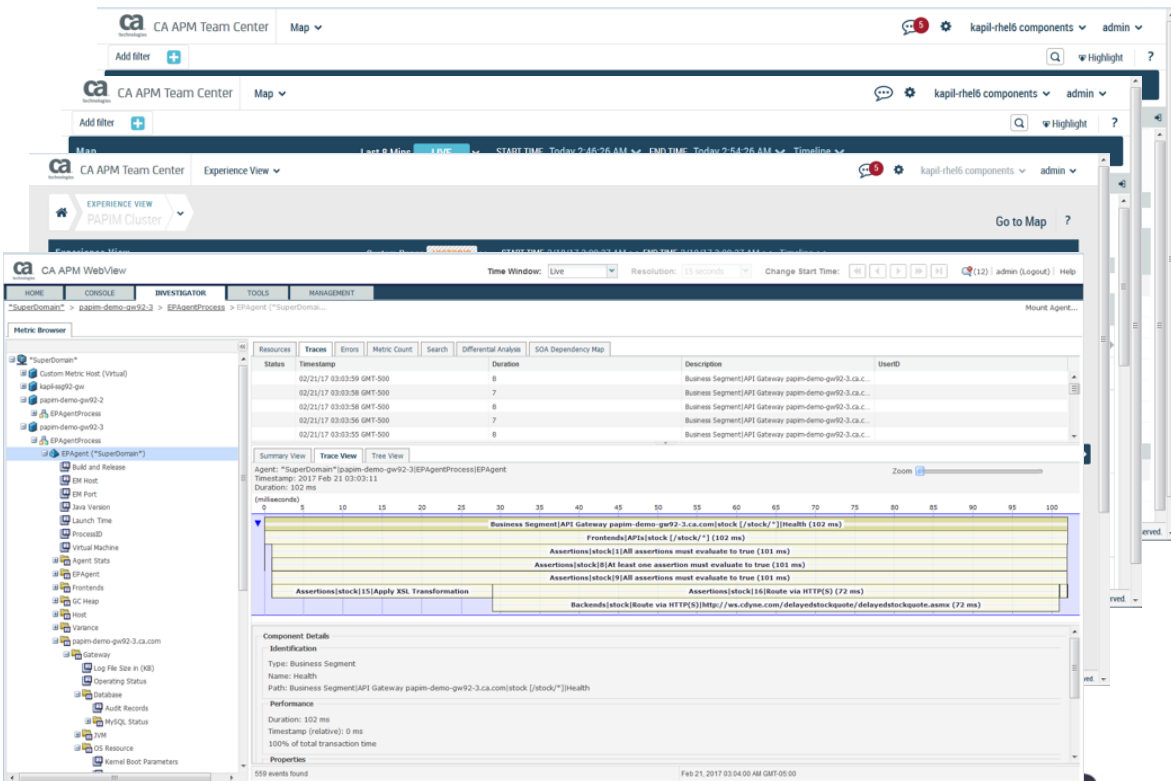 ca technologies CA APM Team Center Map 5 kapil-rhel6 components admin
Add filter Highlight ?
ca technologies CA APM Team Center Map kapil-rhel6 components admin
Add filter Highlight ?
Map Last 8 Mins LIVE START TIME Today 2:46:26 AM END TIME Today 2:54:26 AM Timeline
ca technologies CA APM Team Center Experience View 5 kapil-rhel6 components admin
EXPERIENCE VIEW
PAPIM Cluster
Go to Map ?
Experience View
ca technologies CA APM WebView Time Window: Live Resolution: 15 seconds Change Start Time: (12) admin (Logout) Help
HOME CONSOLE INVESTIGATOR TOOLS MANAGEMENT
*SuperDomain* > papim-demo-gw92-3 > EPAgentProcess > EPAgent (*SuperDomai... Mount Agent...
Metric Browser
*SuperDomain*
Custom Metric Host (Virtual)
kapil-ssg92-gw
papim-demo-gw92-2
EPAgentProcess
papim-demo-gw92-3
EPAgentProcess
EPAgent (*SuperDomain*)
Build and Release
EM Host
EM Port
Java Version
Launch Time
ProcessID
Virtual Machine
Agent Stats
EPAgent
Frontends
GC Heap
Host
Variance
papim-demo-gw92-3.ca.com
Gateway
Log File Size in (KB)
Operating Status
Database
Audit Records
MySQL Status
JVM
OS Resource
Kernel Boot Parameters
Resources Traces Errors Metric Count Search Differential Analysis SOA Dependency Map
Status Timestamp Duration Description UserID
02/21/17 03:03:59 GMT-500 8 Business Segment|API Gateway papim-demo-gw92-3.ca.c...
02/21/17 03:03:58 GMT-500 7 Business Segment|API Gateway papim-demo-gw92-3.ca.c...
02/21/17 03:03:58 GMT-500 8 Business Segment|API Gateway papim-demo-gw92-3.ca.c...
02/21/17 03:03:56 GMT-500 7 Business Segment|API Gateway papim-demo-gw92-3.ca.c...
02/21/17 03:03:55 GMT-500 8 Business Segment|API Gateway papim-demo-gw92-3.ca.c...
Summary View Trace View Tree View
Agent: *SuperDomain*|papim-demo-gw92-3|EPAgentProcess|EPAgent
Timestamp: 2017 Feb 21 03:03:11
Duration: 102 ms
Zoom
(milliseconds)
0 5 10 15 20 25 30 35 40 45 50 55 60 65 70 75 80 85 90 95 100
Business Segment|API Gateway papim-demo-gw92-3.ca.com|stock [/stock/*]|Health (102 ms)
Frontends|APIs|stock [/stock/*] (102 ms)
Assertions|stock|1|All assertions must evaluate to true (101 ms)
Assertions|stock|8|At least one assertion must evaluate to true (101 ms)
Assertions|stock|9|All assertions must evaluate to true (101 ms)
Assertions|stock|15|Apply XSL Transformation Assertions|stock|16|Route via HTTP(S) (72 ms)
Backends|stock|Route via HTTP(S)|http://ws.cdyne.com/delayedstockquote/delayedstockquote.asmx (72 ms)
Component Details
Identification
Type: Business Segment
Name: Health
Path: Business Segment|API Gateway papim-demo-gw92-3.ca.com|stock [/stock/*]|Health
Performance
Duration: 102 ms
Timestamp (relative): 0 ms
100% of total transaction time
Properties
559 events found Feb 21, 2017 03:04:00 AM GMT-05:00
erved.
rved.
ved.